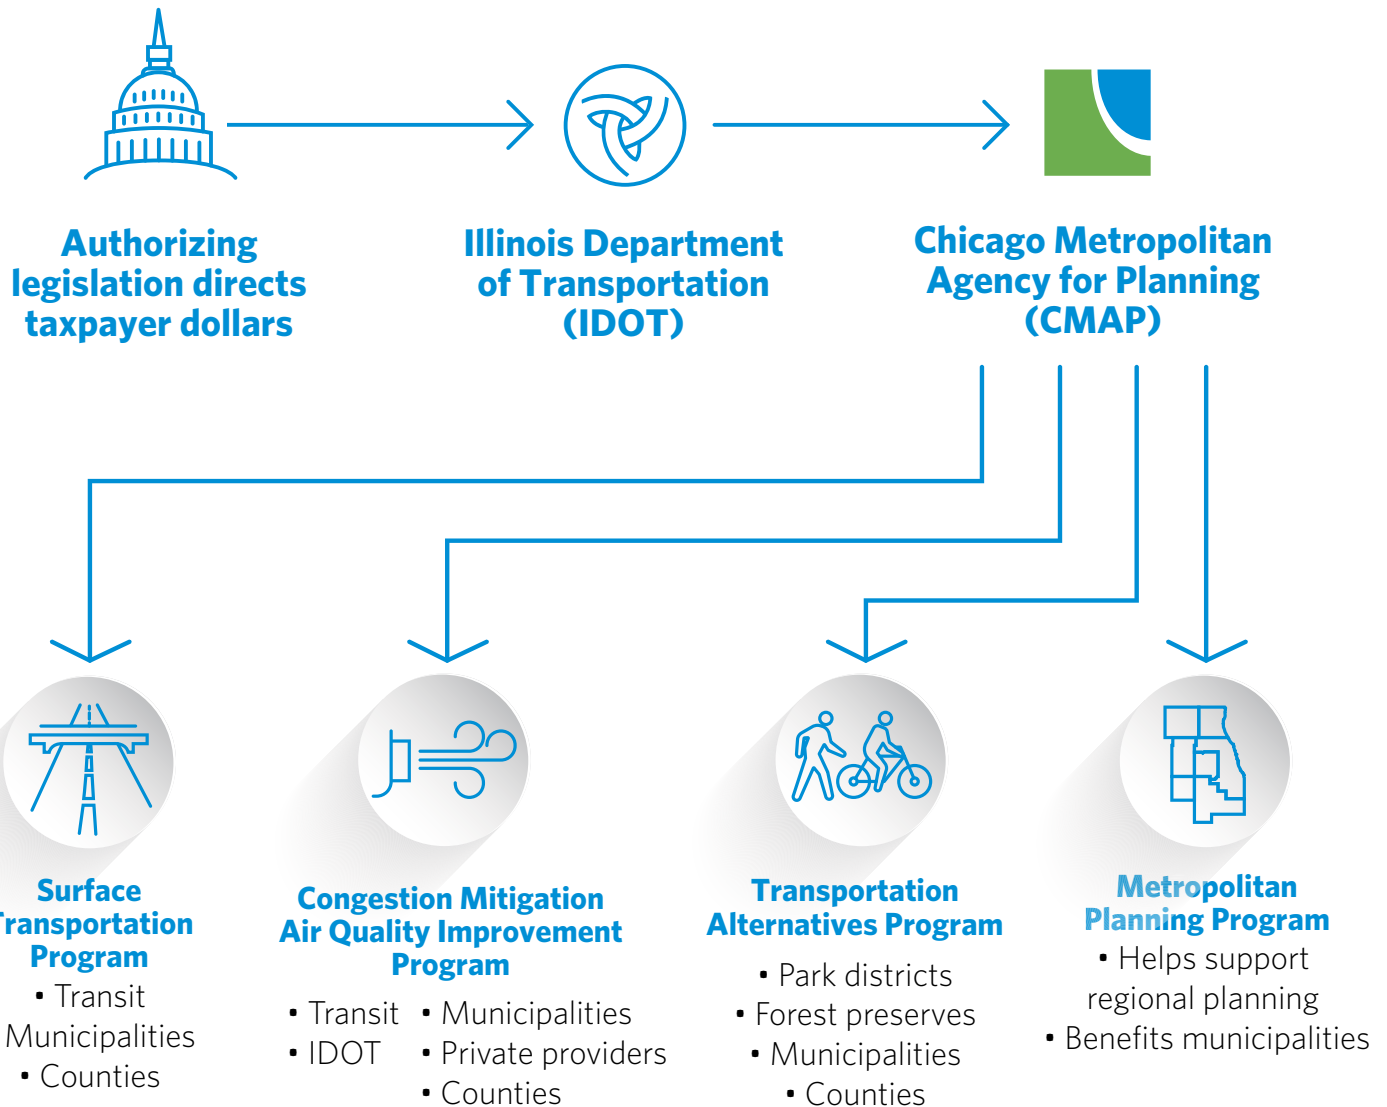 Authorizing
legislation directs
taxpayer dollars
Illinois Department
of Transportation
(IDOT)
Chicago Metropolitan
Agency for Planning
(CMAP)
Surface
Transportation
Program
• Transit
Municipalities
• Counties
Congestion Mitigation
Air Quality Improvement
Program
• Transit
• IDOT
• Municipalities
• Private providers
• Counties
Transportation
Alternatives Program
• Park districts
• Forest preserves
• Municipalities
• Counties
Metropolitan
Planning Program
• Helps support
regional planning
• Benefits municipalities